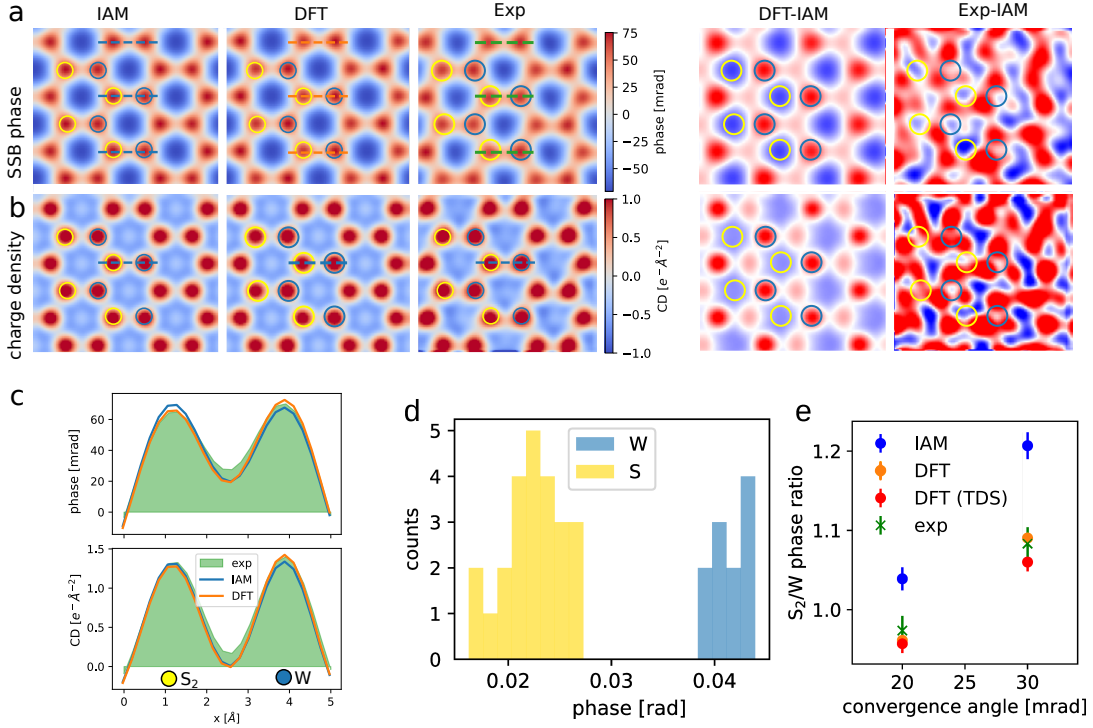 a
IAM
DFT
Exp
DFT-IAM
Exp-IAM
SSB phase
75
50
25
0
−25
−50
phase [mrad]
b
charge density
1.0
0.5
0.0
−0.5
−1.0
CD [e⁻Å⁻²]
c
phase [mrad]
60
40
20
0
CD [e⁻Å⁻²]
1.5
1.0
0.5
0.0
exp
IAM
DFT
S₂
W
0
1
2
3
4
5
x [Å]
d
counts
5
4
3
2
1
0
W
S
0.02
0.03
0.04
phase [rad]
e
S₂/W phase ratio
1.2
1.1
1.0
IAM
DFT
DFT (TDS)
exp
20
25
30
convergence angle [mrad]